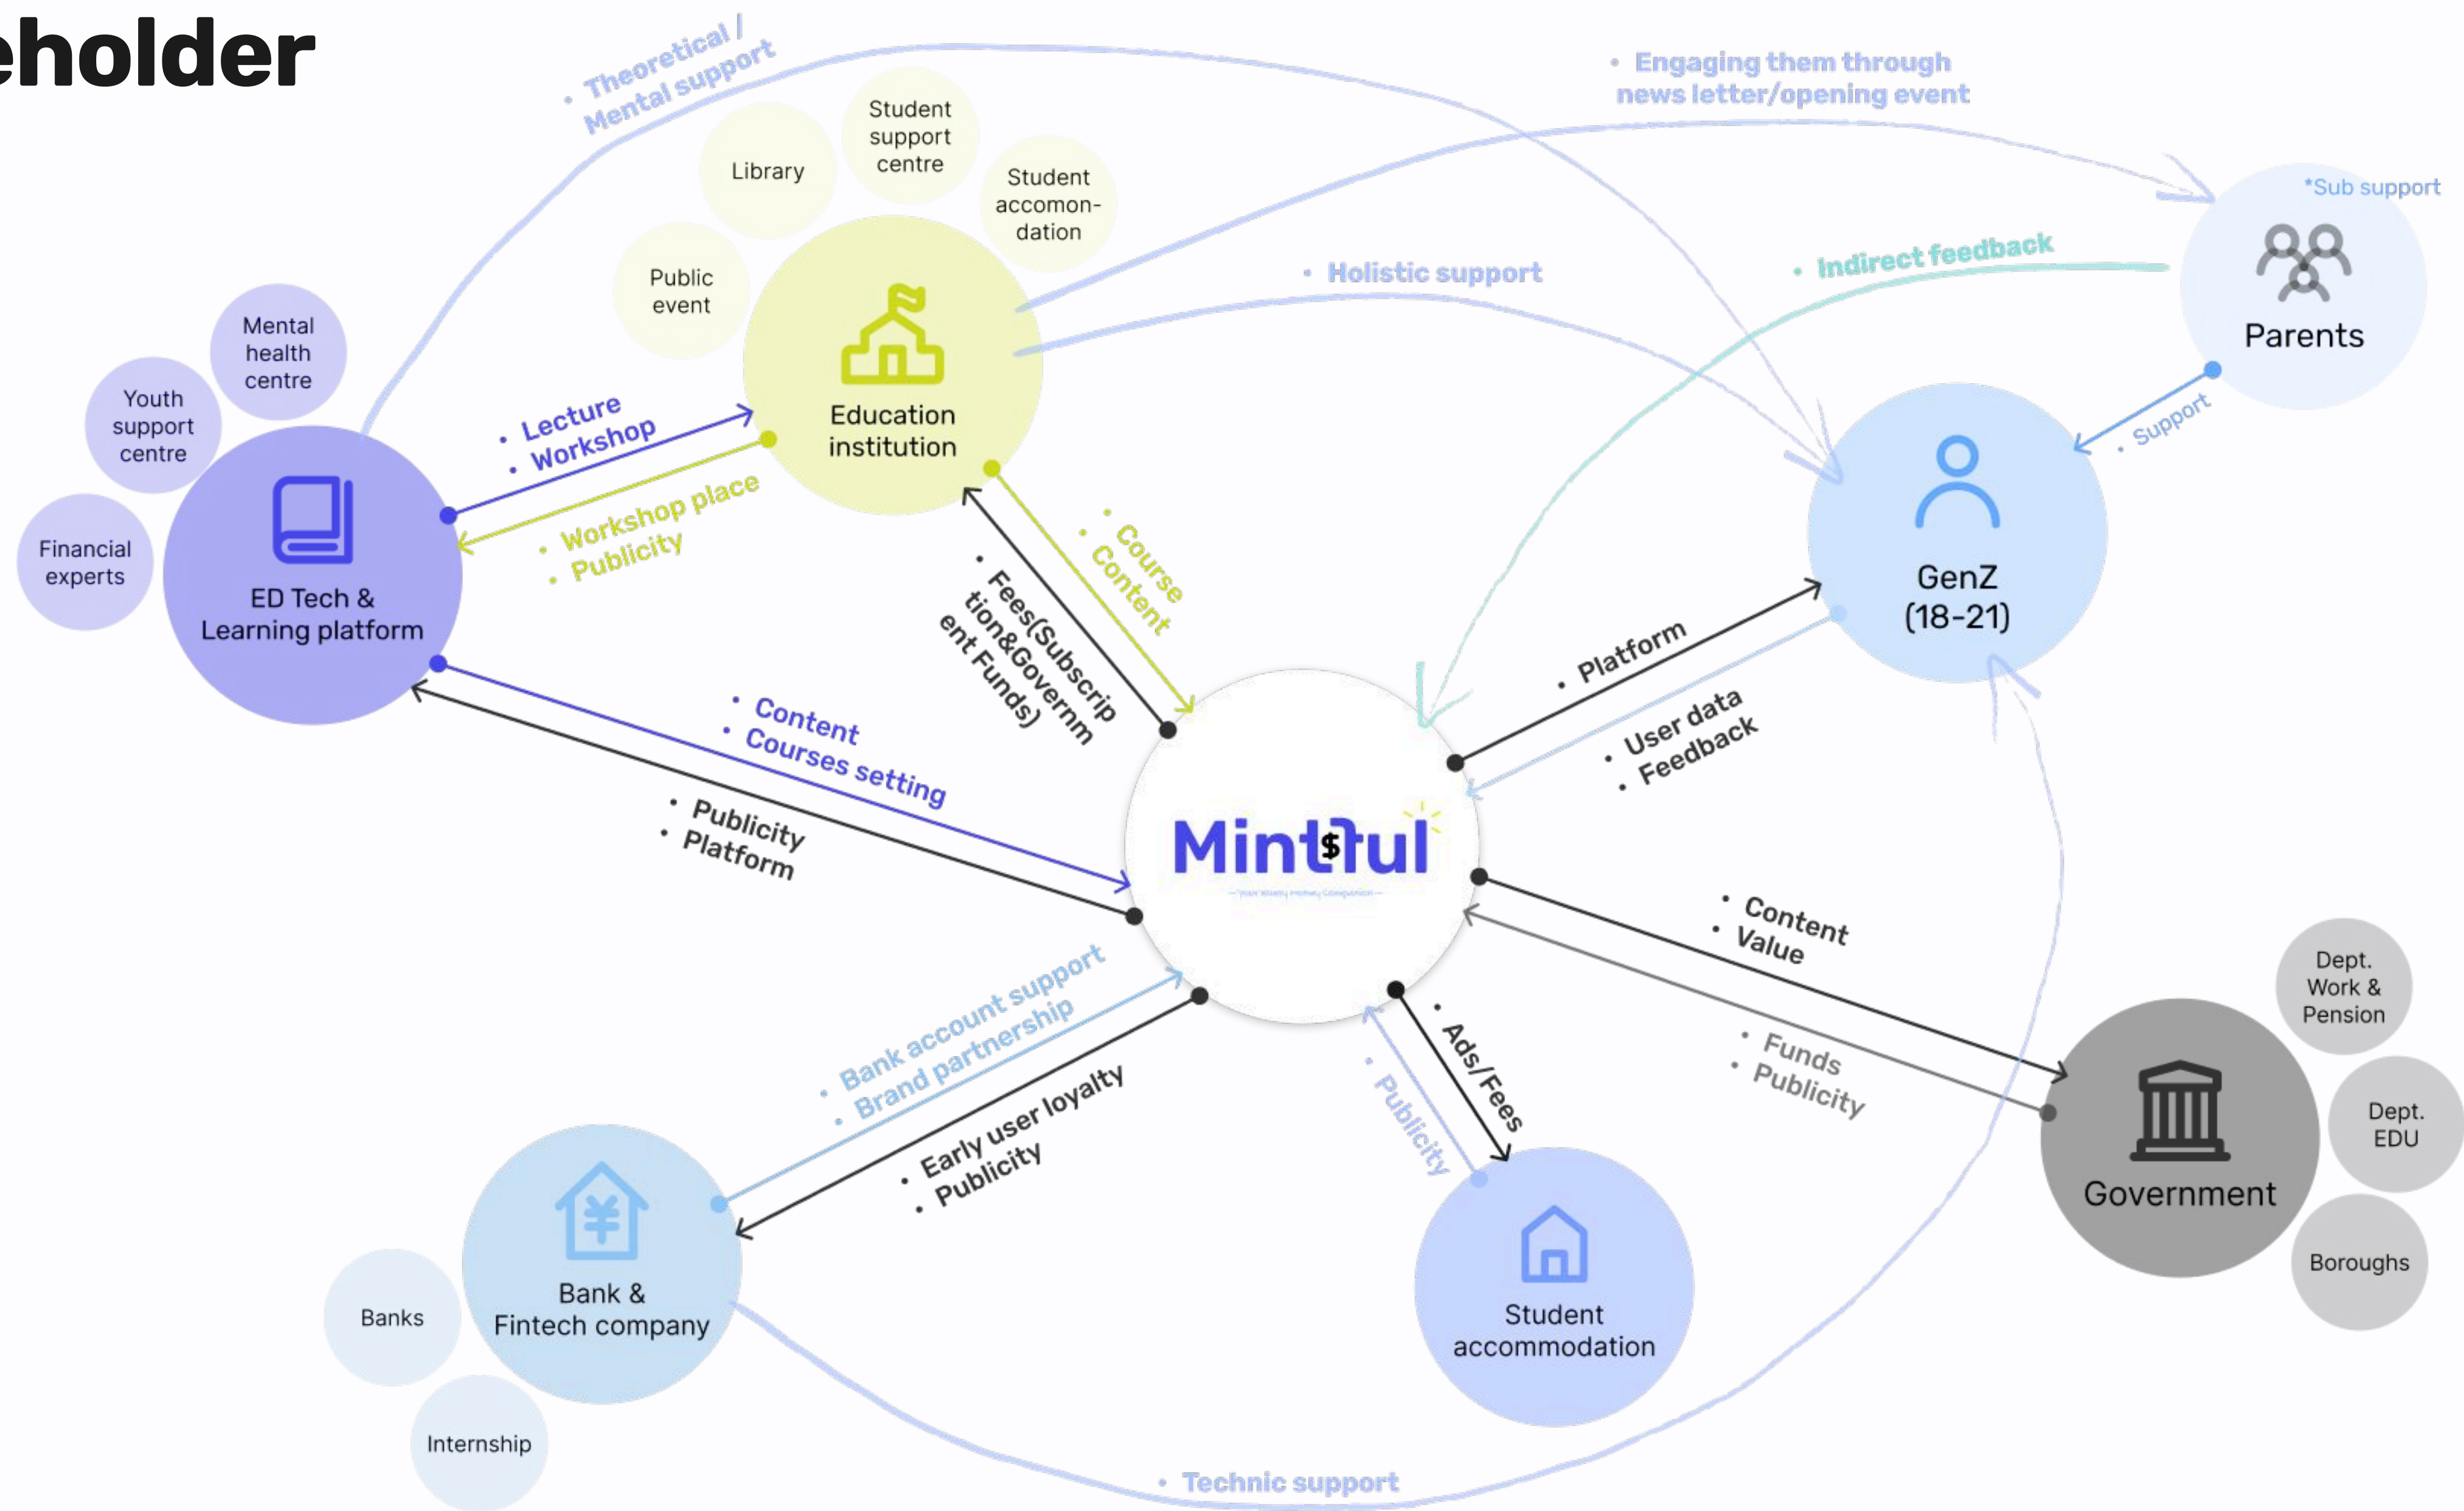 eholder
• Theoretical /
Mental support
• Engaging them through
news letter/opening event
Student
support
centre
Library
Student
accomon-
dation
Public
event
*Sub support
Parents
• Indirect feedback
• Holistic support
• Support
Mental
health
centre
Youth
support
centre
Financial
experts
• Lecture
• Workshop
Education
institution
• Workshop place
• Publicity
ED Tech &
Learning platform
• Course
• Content
• Fees(Subscrip
tion&Governm
ent Funds)
GenZ
(18-21)
• Platform
• User data
• Feedback
• Content
• Courses setting
• Publicity
• Platform
Mint$ful
• Content
• Value
• Funds
• Publicity
Dept.
Work &
Pension
Dept.
EDU
Boroughs
Government
• Bank account support
• Brand partnership
• Early user loyalty
• Publicity
• Ads/Fees
• Publicity
Bank &
Fintech company
Banks
Internship
Student
accommodation
• Technic support